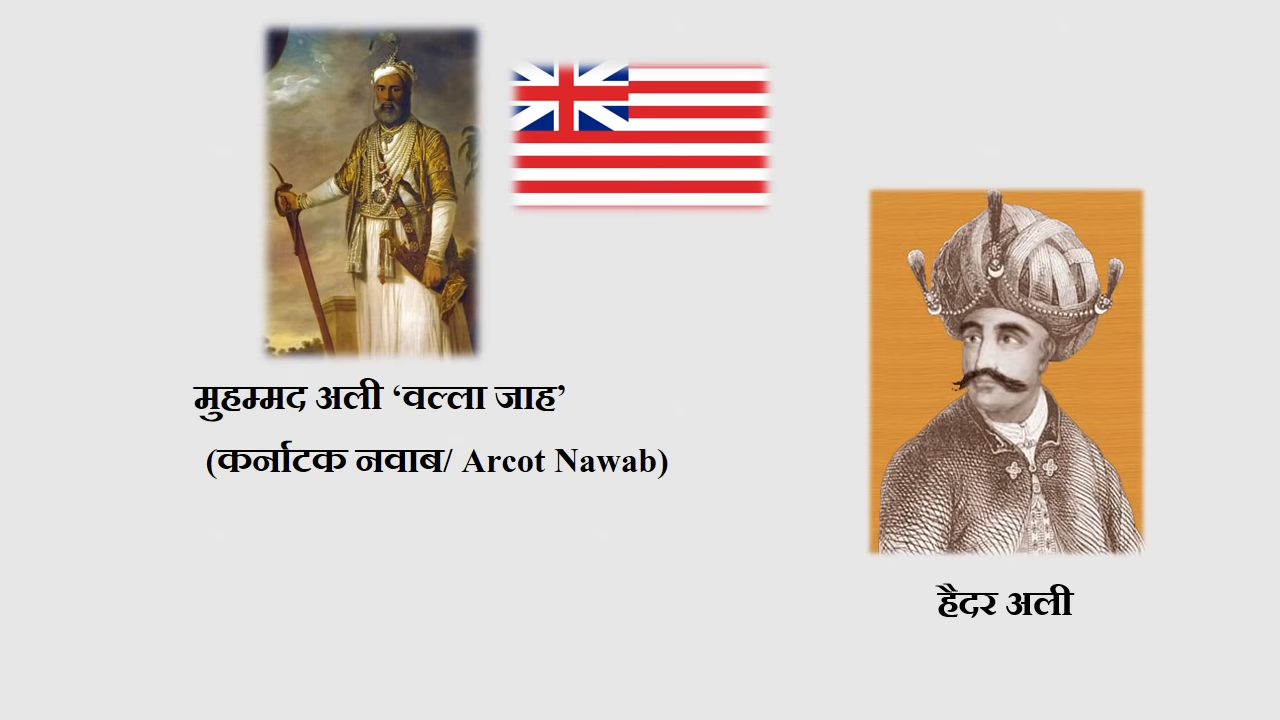 मुहम्मद अली ‘वल्ला जाह’
(कर्नाटक नवाब/ Arcot Nawab)
हैदर अली